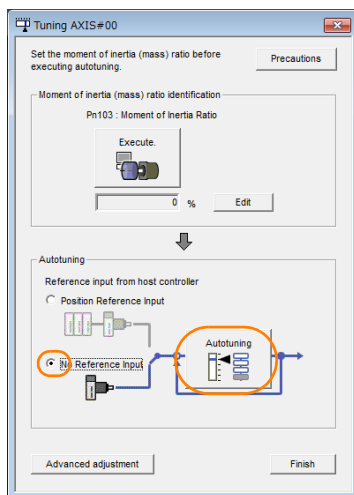 Tuning AXIS#00
Set the moment of inertia (mass) ratio before
executing autotuning.
Precautions
Moment of inertia (mass) ratio identification
Pn103 : Moment of Inertia Ratio
Execute.
0 % Edit
Autotuning
Reference input from host controller
Position Reference Input
Autotuning
No Reference Input
Advanced adjustment
Finish